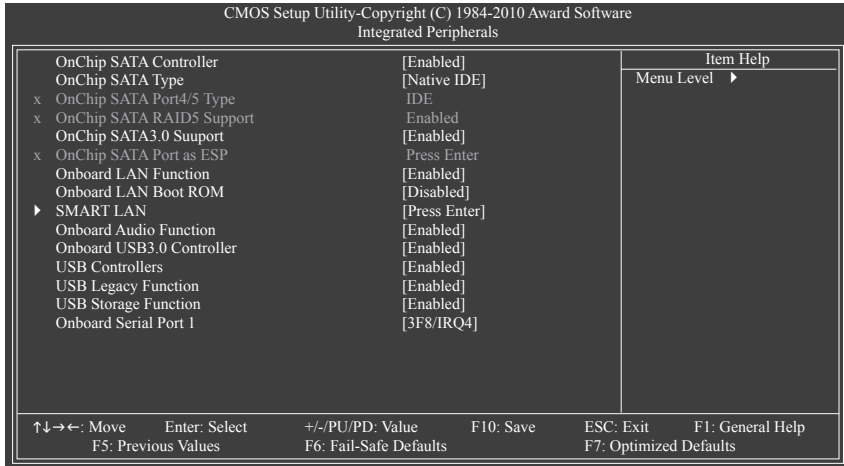 CMOS Setup Utility-Copyright (C) 1984-2010 Award Software
Integrated Peripherals
OnChip SATA Controller [Enabled]
OnChip SATA Type [Native IDE]
x OnChip SATA Port4/5 Type IDE
x OnChip SATA RAID5 Support Enabled
OnChip SATA3.0 Suuport [Enabled]
x OnChip SATA Port as ESP Press Enter
Onboard LAN Function [Enabled]
Onboard LAN Boot ROM [Disabled]
SMART LAN [Press Enter]
Onboard Audio Function [Enabled]
Onboard USB3.0 Controller [Enabled]
USB Controllers [Enabled]
USB Legacy Function [Enabled]
USB Storage Function [Enabled]
Onboard Serial Port 1 [3F8/IRQ4]
Item Help
Menu Level
↑↓→←: Move Enter: Select +/-/PU/PD: Value F10: Save ESC: Exit F1: General Help
F5: Previous Values F6: Fail-Safe Defaults F7: Optimized Defaults